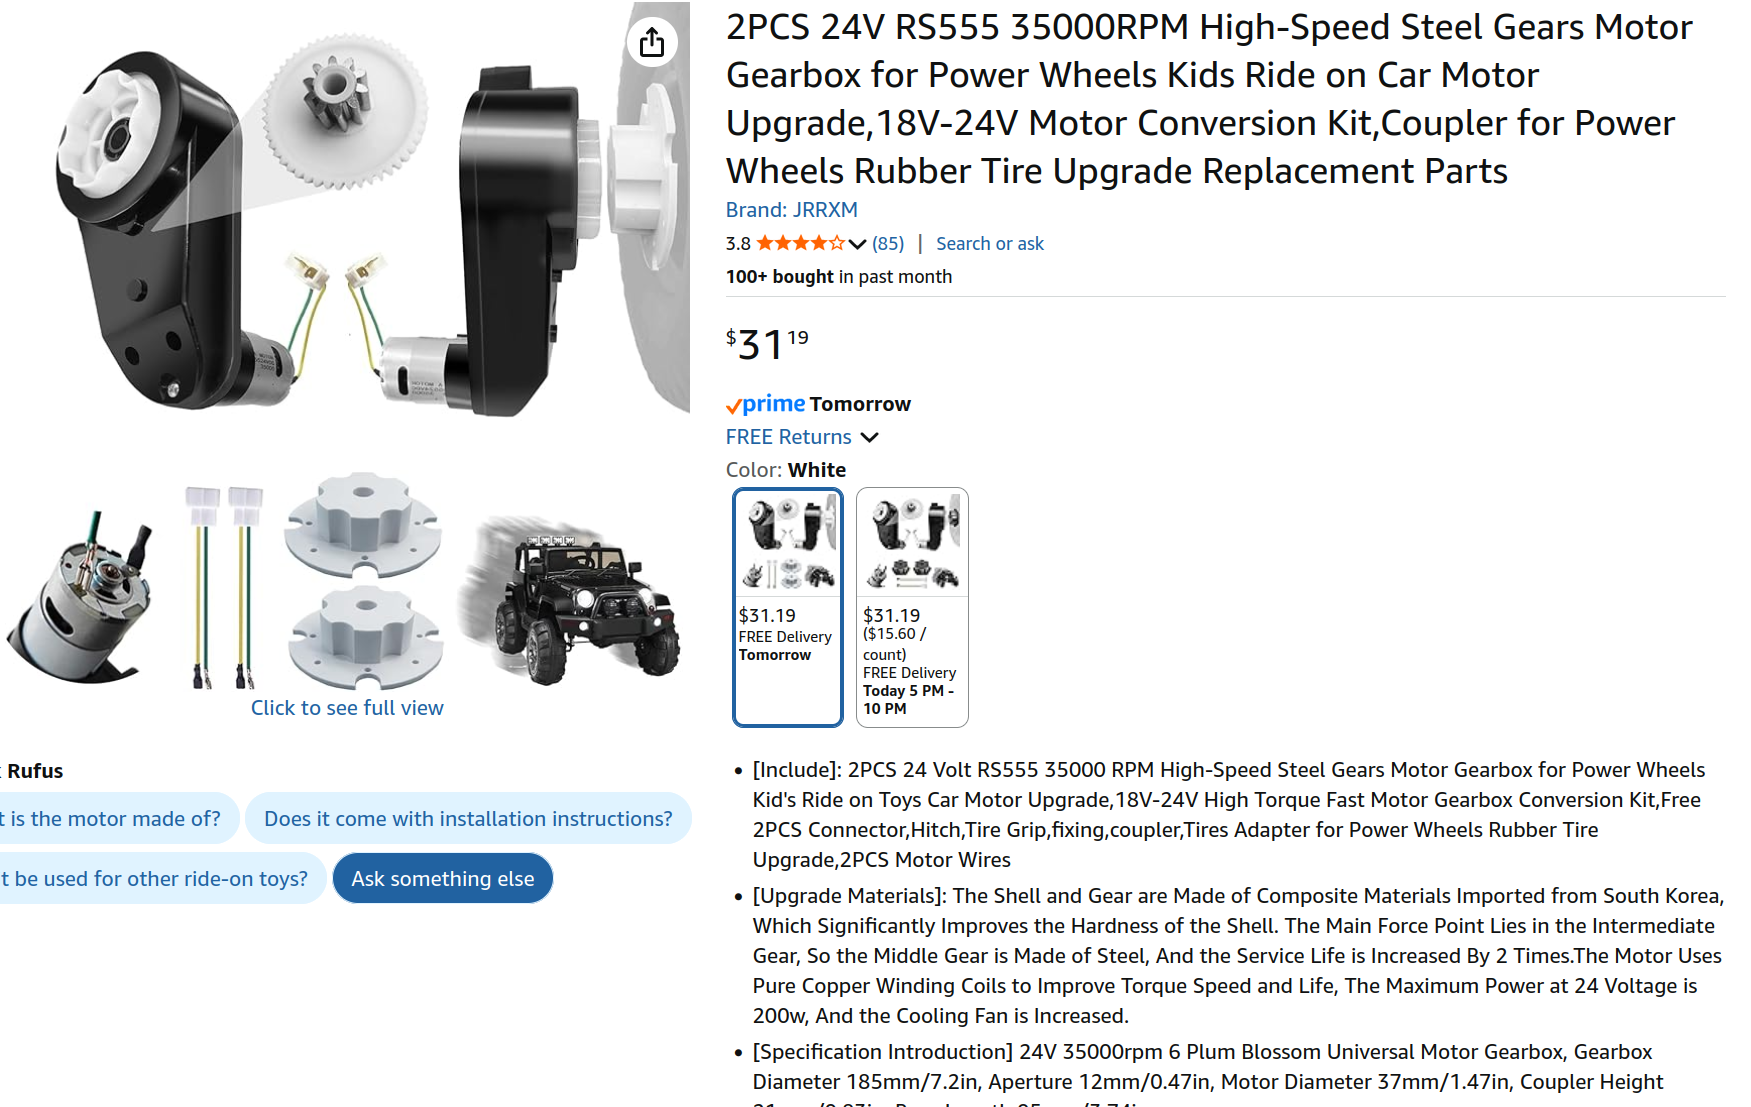 2PCS 24V RS555 35000RPM High-Speed Steel Gears Motor
Gearbox for Power Wheels Kids Ride on Car Motor
Upgrade,18V-24V Motor Conversion Kit,Coupler for Power
Wheels Rubber Tire Upgrade Replacement Parts
Brand: JRRXM
3.8 (85) | Search or ask
100+ bought in past month
$31 19
prime Tomorrow
FREE Returns
Color: White
$31.19
FREE Delivery
Tomorrow
$31.19
($15.60 /
count)
FREE Delivery
Today 5 PM -
10 PM
Click to see full view
Rufus
is the motor made of?
Does it come with installation instructions?
t be used for other ride-on toys?
Ask something else
• [Include]: 2PCS 24 Volt RS555 35000 RPM High-Speed Steel Gears Motor Gearbox for Power Wheels
Kid's Ride on Toys Car Motor Upgrade,18V-24V High Torque Fast Motor Gearbox Conversion Kit,Free
2PCS Connector,Hitch,Tire Grip,fixing,coupler,Tires Adapter for Power Wheels Rubber Tire
Upgrade,2PCS Motor Wires
• [Upgrade Materials]: The Shell and Gear are Made of Composite Materials Imported from South Korea,
Which Significantly Improves the Hardness of the Shell. The Main Force Point Lies in the Intermediate
Gear, So the Middle Gear is Made of Steel, And the Service Life is Increased By 2 Times.The Motor Uses
Pure Copper Winding Coils to Improve Torque Speed and Life, The Maximum Power at 24 Voltage is
200w, And the Cooling Fan is Increased.
• [Specification Introduction] 24V 35000rpm 6 Plum Blossom Universal Motor Gearbox, Gearbox
Diameter 185mm/7.2in, Aperture 12mm/0.47in, Motor Diameter 37mm/1.47in, Coupler Height